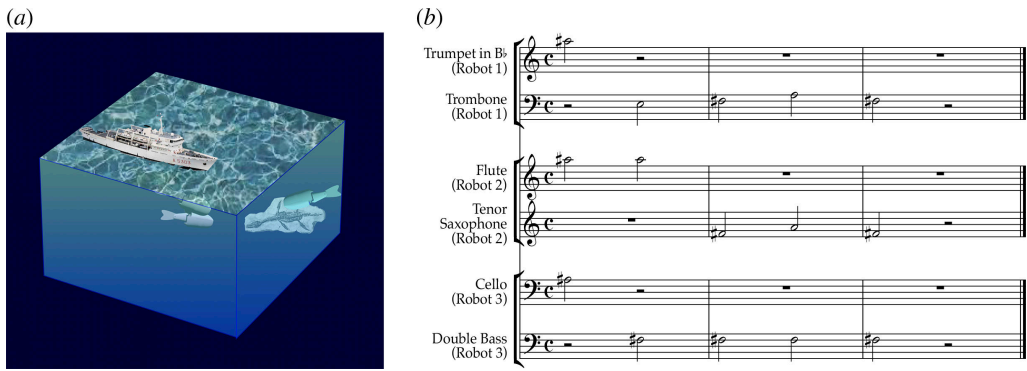 (a)
(b)
Trumpet in B♭
(Robot 1)
Trombone
(Robot 1)
Flute
(Robot 2)
Tenor
Saxophone
(Robot 2)
Cello
(Robot 3)
Double Bass
(Robot 3)